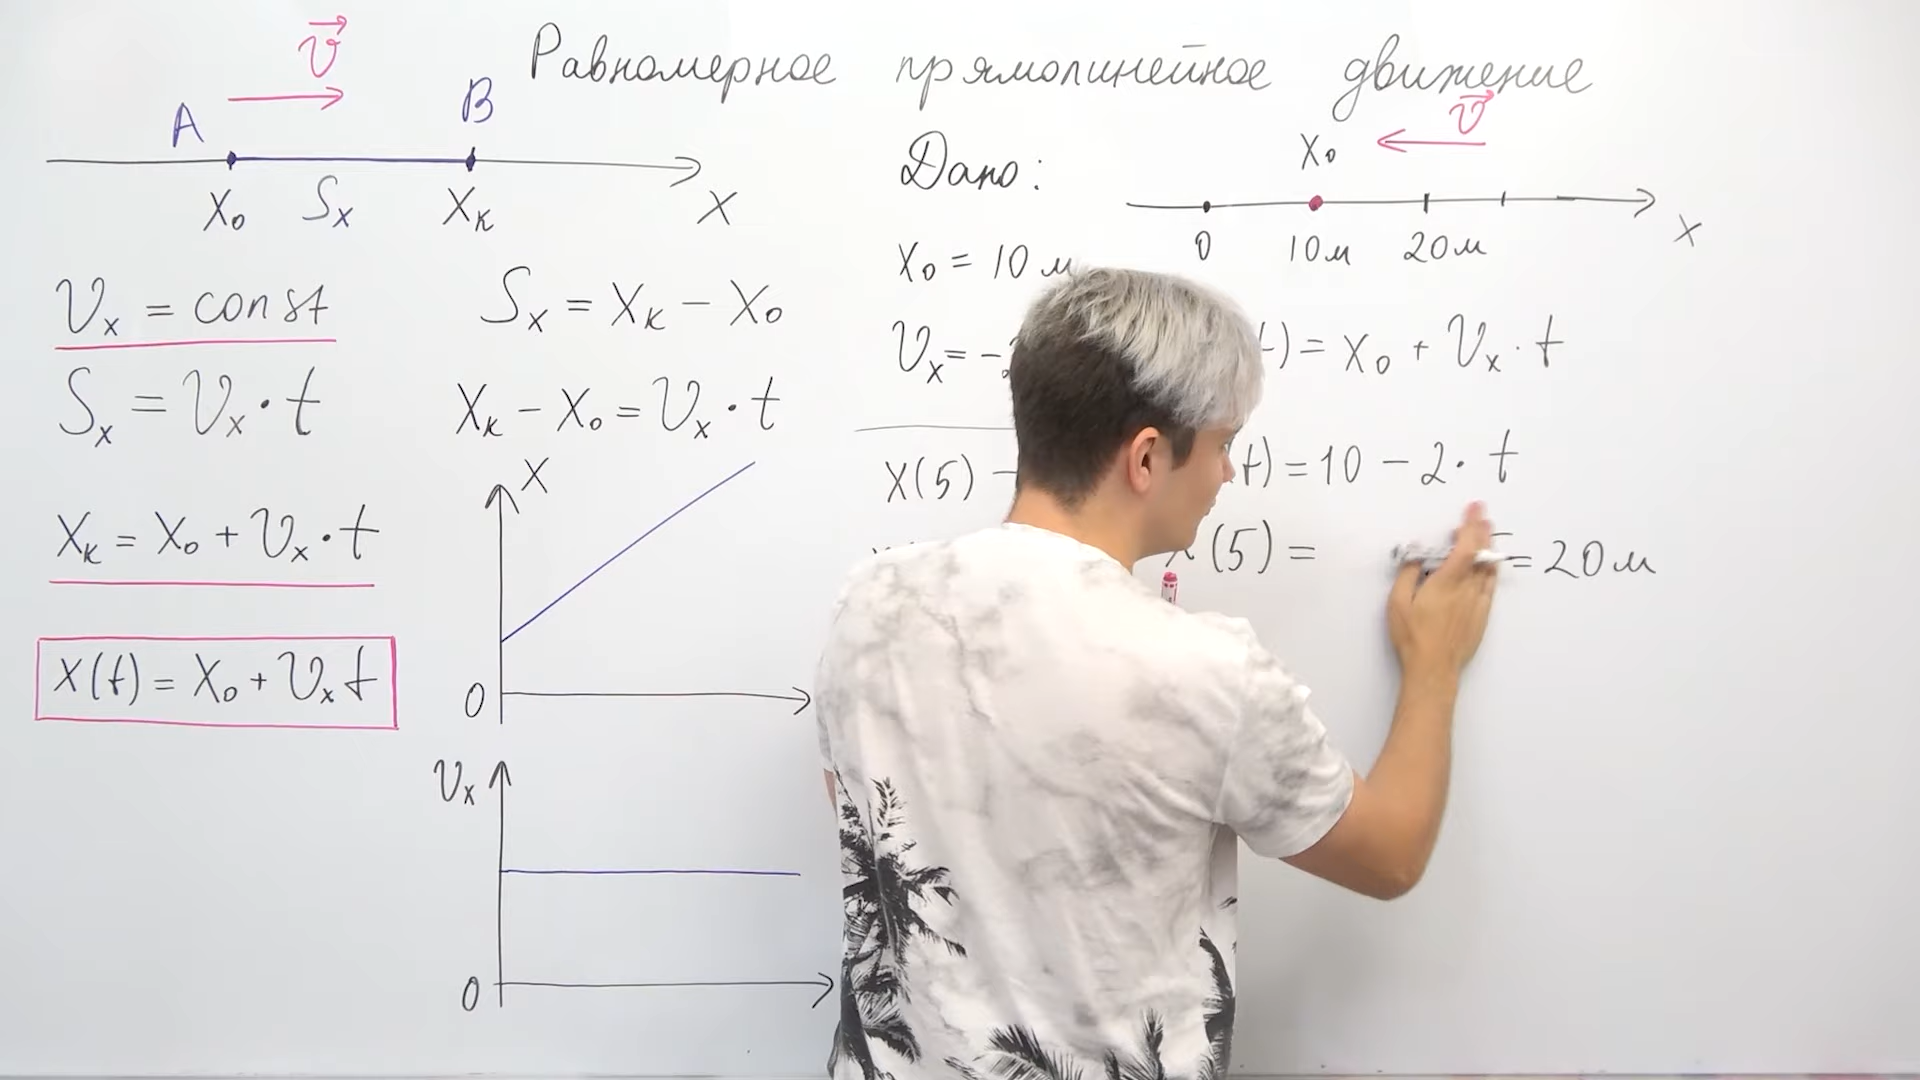 Равномерное прямолинейное движение
v⃗
A B
X₀ Sₓ Xₖ X
Vₓ = const
Sₓ = Vₓ · t
Xₖ = X₀ + Vₓ · t
X(t) = X₀ + Vₓ t
Sₓ = Xₖ − X₀
Xₖ − X₀ = Vₓ · t
X
0
Vₓ
0
Дано:
X₀ = 10 м
Vₓ = -
X(5) −
v⃗
X₀
0 10м 20м
X
) = X₀ + Vₓ · t
t) = 10 − 2 · t
X(5) = = 20м